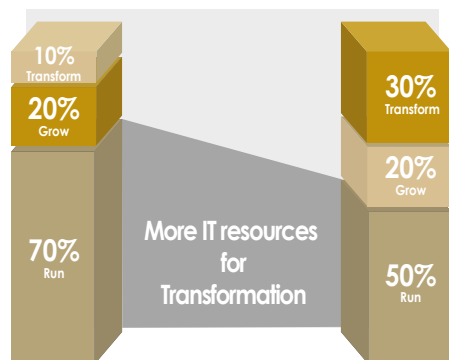 10%
Transform
20%
Grow
70%
Run
More IT resources
for
Transformation
30%
Transform
20%
Grow
50%
Run